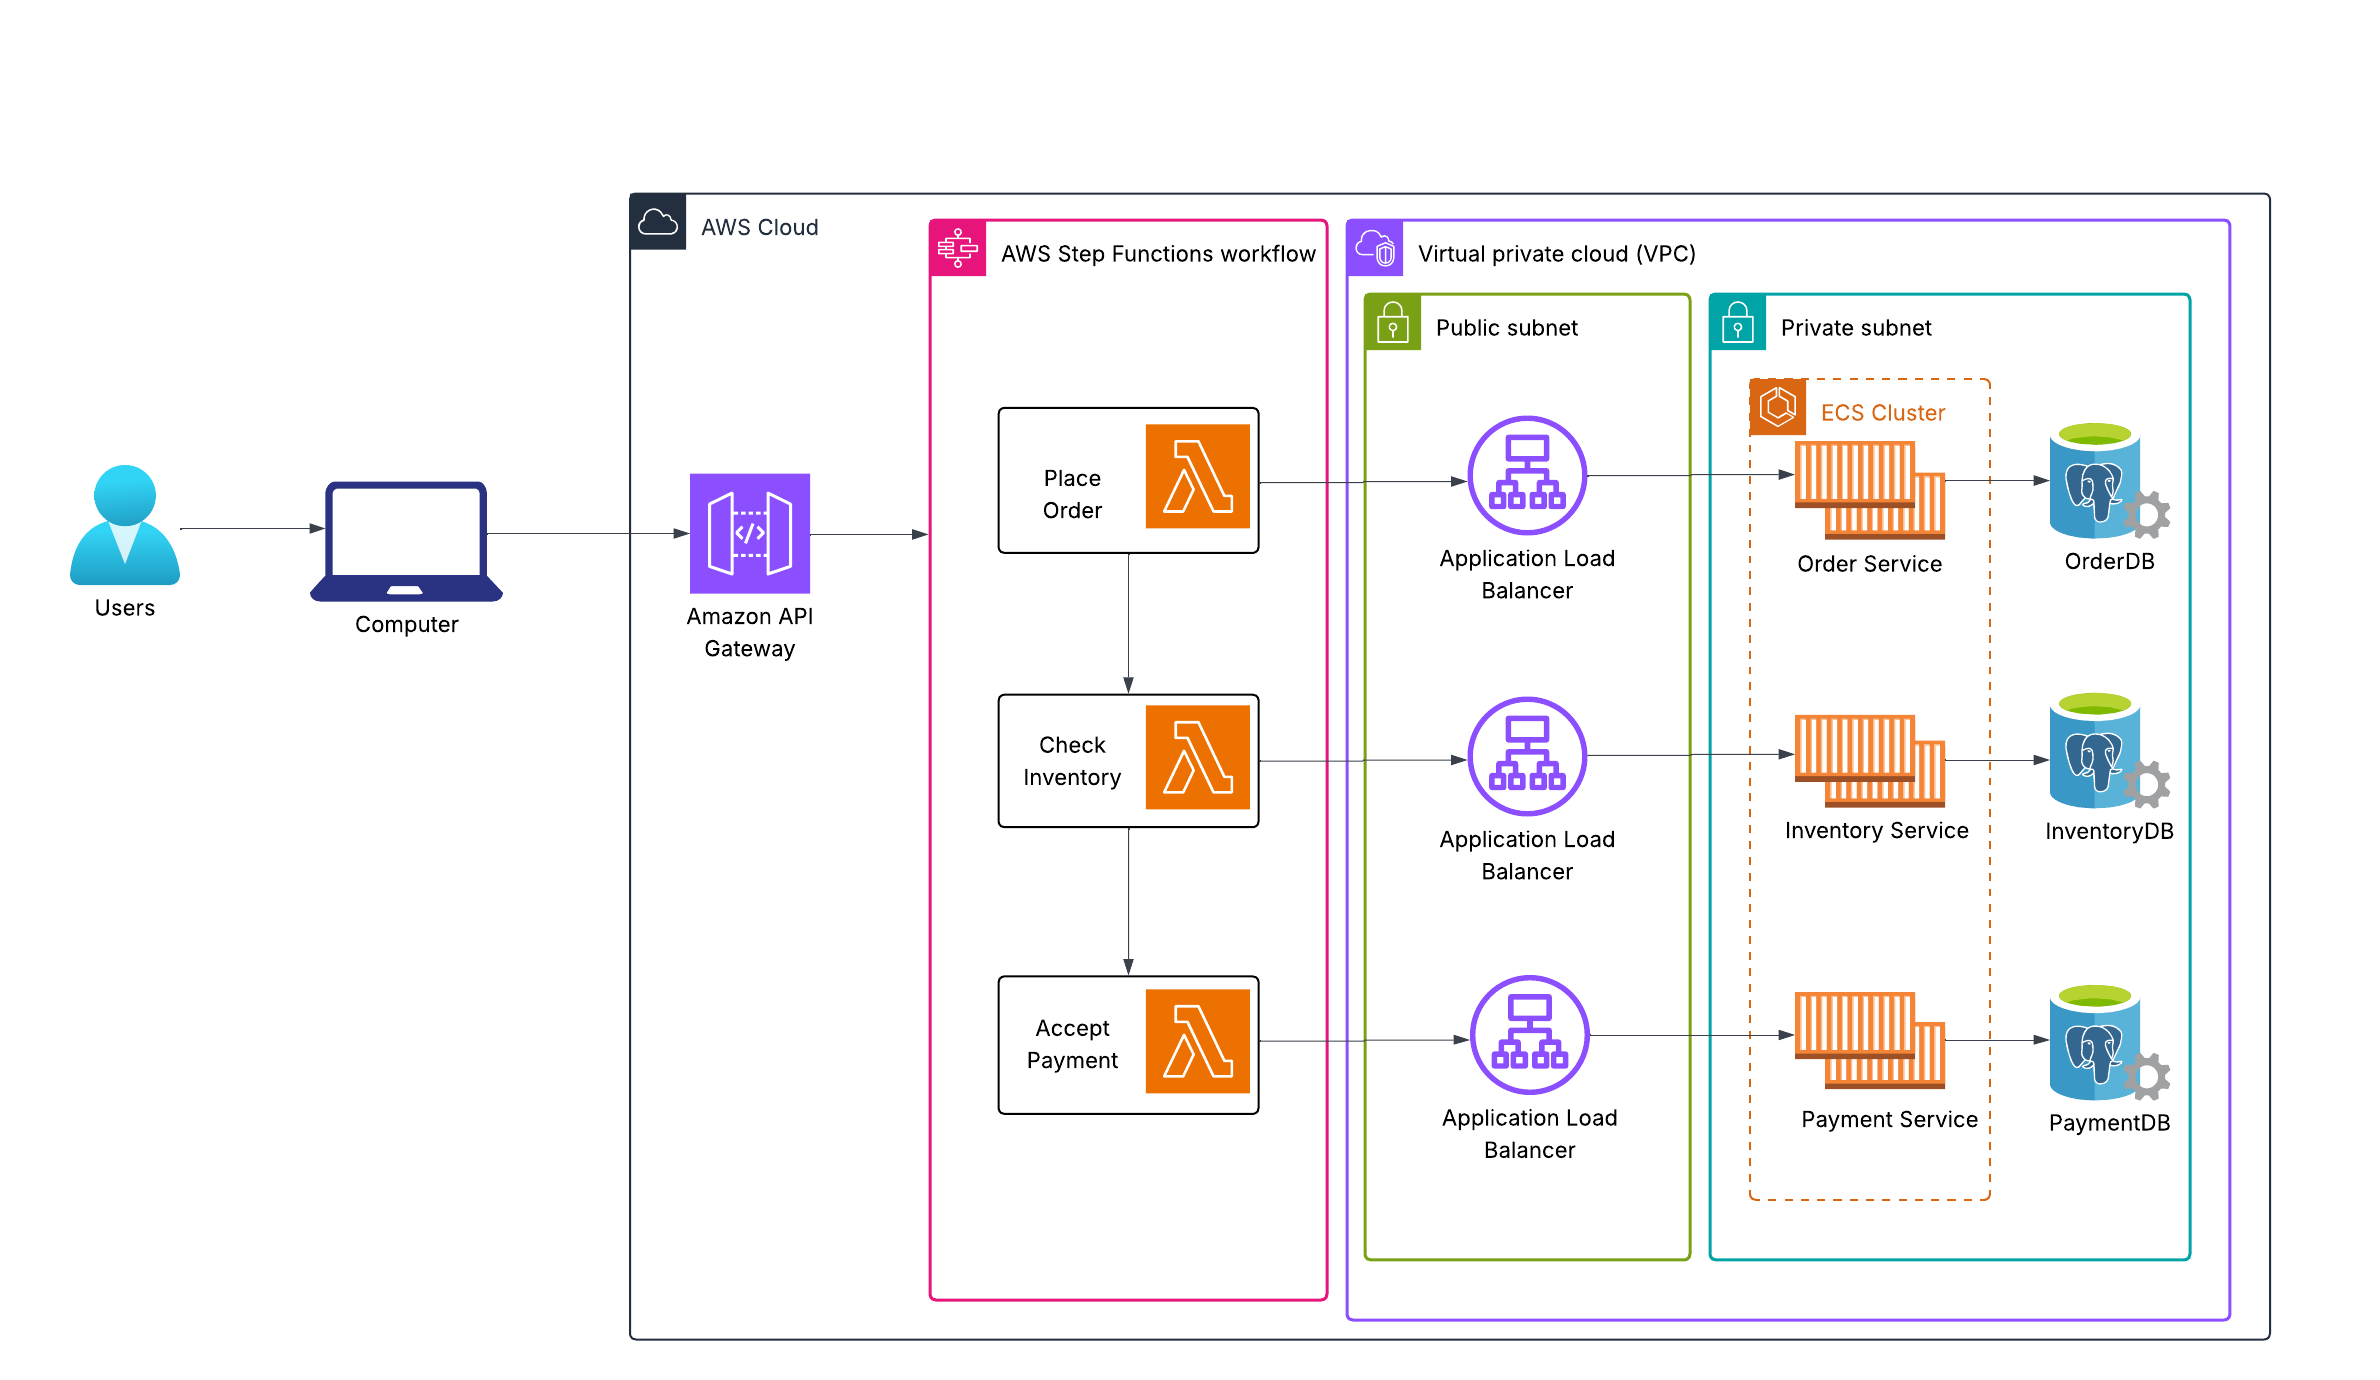 AWS Cloud
AWS Step Functions workflow
Virtual private cloud (VPC)
Public subnet
Private subnet
ECS Cluster
Users
Computer
Amazon API
Gateway
Place
Order
Application Load
Balancer
Order Service
OrderDB
Check
Inventory
Application Load
Balancer
Inventory Service
InventoryDB
Accept
Payment
Application Load
Balancer
Payment Service
PaymentDB